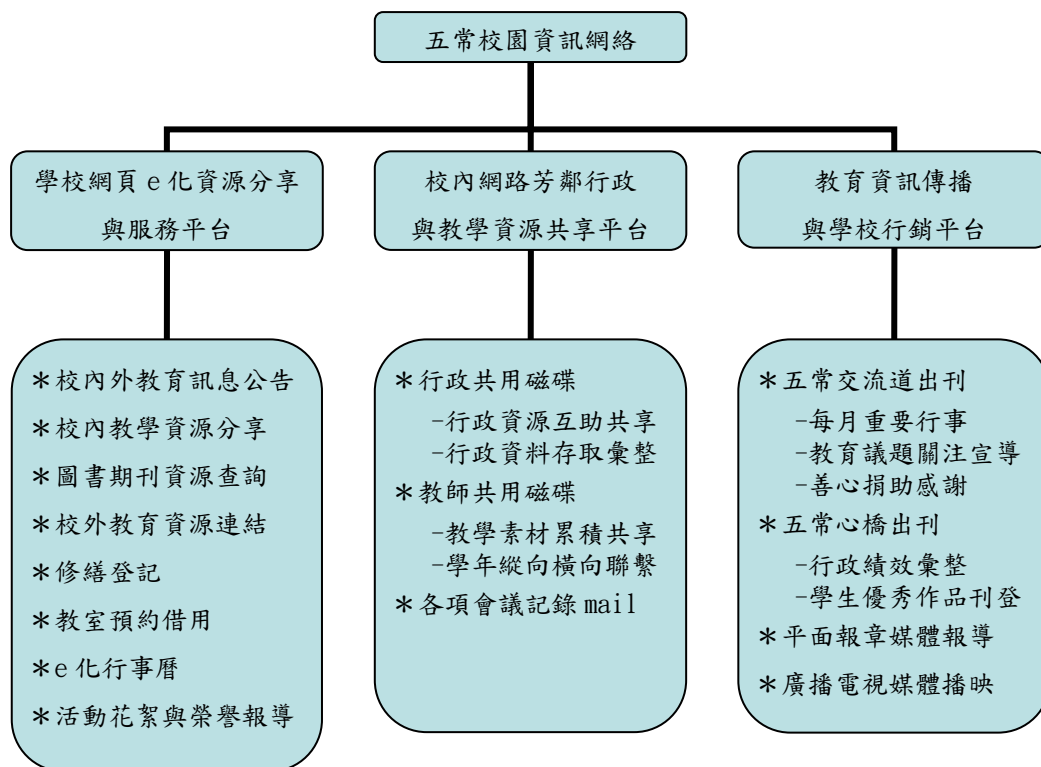 五常校園資訊網絡
學校網頁 e 化資源分享
與服務平台
校內網路芳鄰行政
與教學資源共享平台
教育資訊傳播
與學校行銷平台
＊校內外教育訊息公告
＊校內教學資源分享
＊圖書期刊資源查詢
＊校外教育資源連結
＊修繕登記
＊教室預約借用
＊e 化行事曆
＊活動花絮與榮譽報導
＊行政共用磁碟
-行政資源互助共享
-行政資料存取彙整
＊教師共用磁碟
-教學素材累積共享
-學年縱向橫向聯繫
＊各項會議記錄 mail
＊五常交流道出刊
-每月重要行事
-教育議題關注宣導
-善心捐助感謝
＊五常心橋出刊
-行政績效彙整
-學生優秀作品刊登
＊平面報章媒體報導
＊廣播電視媒體播映